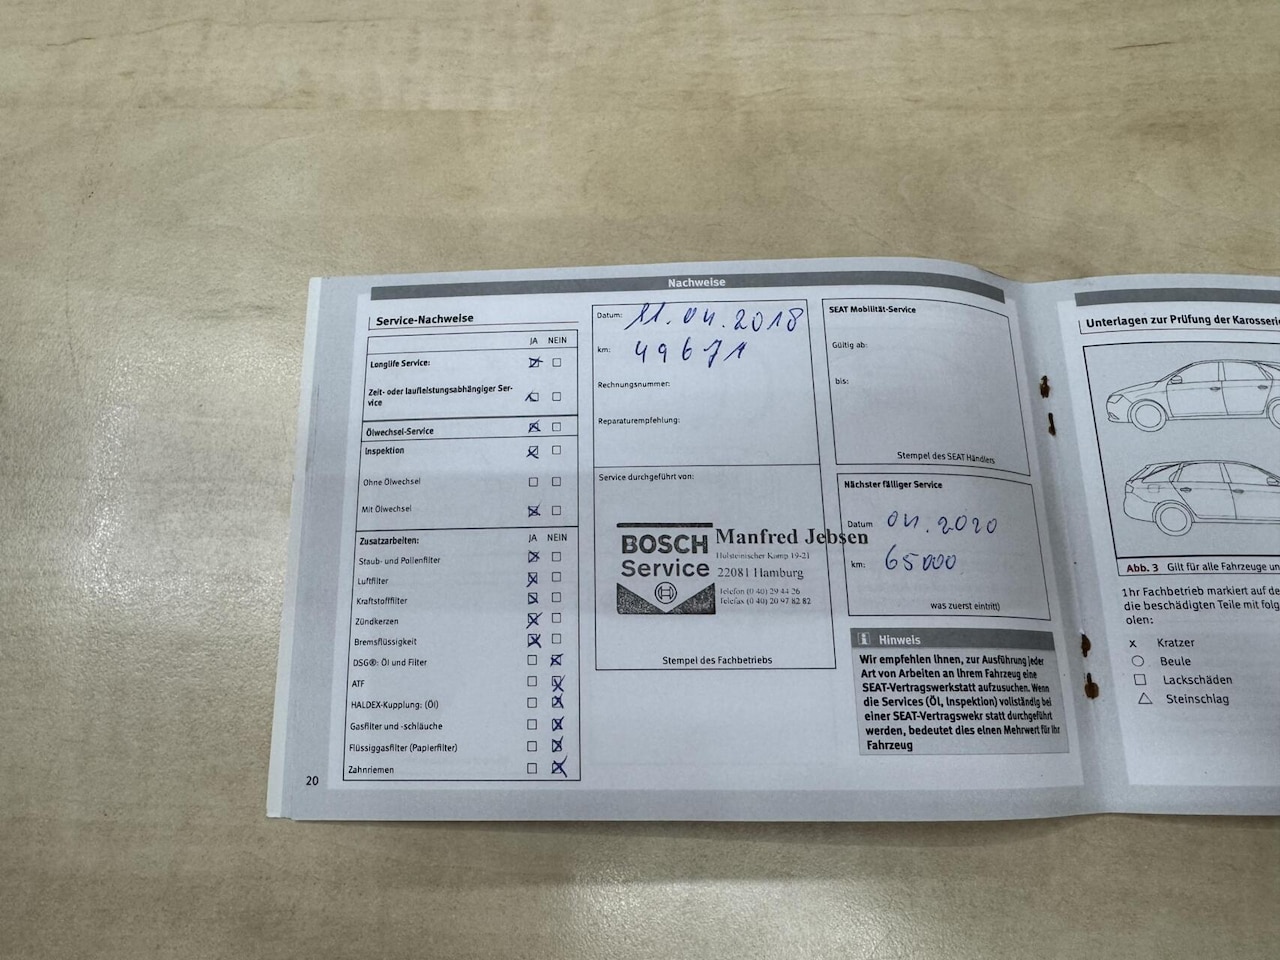 Nachweise
Service-Nachweise
JA NEIN
Longlife Service:
Zeit- oder laufleistungsabhängiger Ser-
vice
Ölwechsel-Service
Inspektion
Ohne Ölwechsel
Mit Ölwechsel
Zusatzarbeiten: JA NEIN
Staub- und Pollenfilter
Luftfilter
Kraftstofffilter
Zündkerzen
Bremsflüssigkeit
DSG®: Öl und Filter
ATF
HALDEX-Kupplung: (Öl)
Gasfilter und -schläuche
Flüssiggasfilter (Papierfilter)
Zahnriemen
20
Datum: 11.04.2018
km: 49671
Rechnungsnummer:
Reparaturempfehlung:
Service durchgeführt von:
BOSCH
Service
Manfred Jebsen
Holsteinischer Kamp 19-21
22081 Hamburg
Telefon (0 40) 29 44 26
Telefax (0 40) 20 97 82 82
Stempel des Fachbetriebs
SEAT Mobilität-Service
Gültig ab:
bis:
Stempel des SEAT Händlers
Nächster fälliger Service
Datum 04.2020
km: 65000
was zuerst eintritt)
i Hinweis
Wir empfehlen Ihnen, zur Ausführung jeder
Art von Arbeiten an Ihrem Fahrzeug eine
SEAT-Vertragswerkstatt aufzusuchen. Wenn
die Services (Öl, Inspektion) vollständig bei
einer SEAT-Vertragswekr statt durchgeführt
werden, bedeutet dies einen Mehrwert für Ihr
Fahrzeug
Unterlagen zur Prüfung der Karosserie
Abb. 3 Gilt für alle Fahrzeuge un
1hr Fachbetrieb markiert auf de
die beschädigten Teile mit folg
olen:
x Kratzer
○ Beule
□ Lackschäden
△ Steinschlag